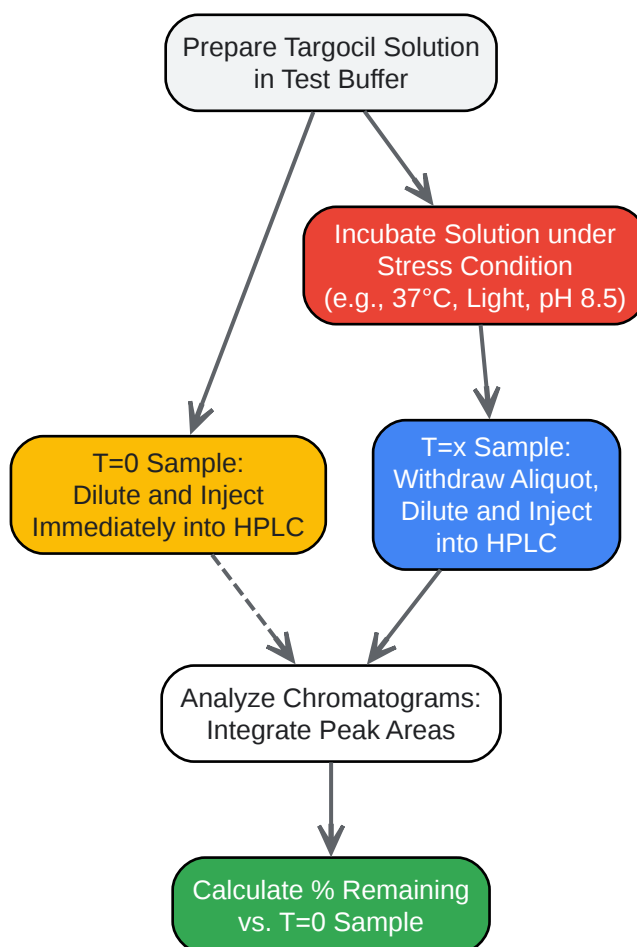 Prepare Targocil Solution
in Test Buffer
Incubate Solution under
Stress Condition
(e.g., 37°C, Light, pH 8.5)
T=0 Sample:
Dilute and Inject
Immediately into HPLC
T=x Sample:
Withdraw Aliquot,
Dilute and Inject
into HPLC
Analyze Chromatograms:
Integrate Peak Areas
Calculate % Remaining
vs. T=0 Sample